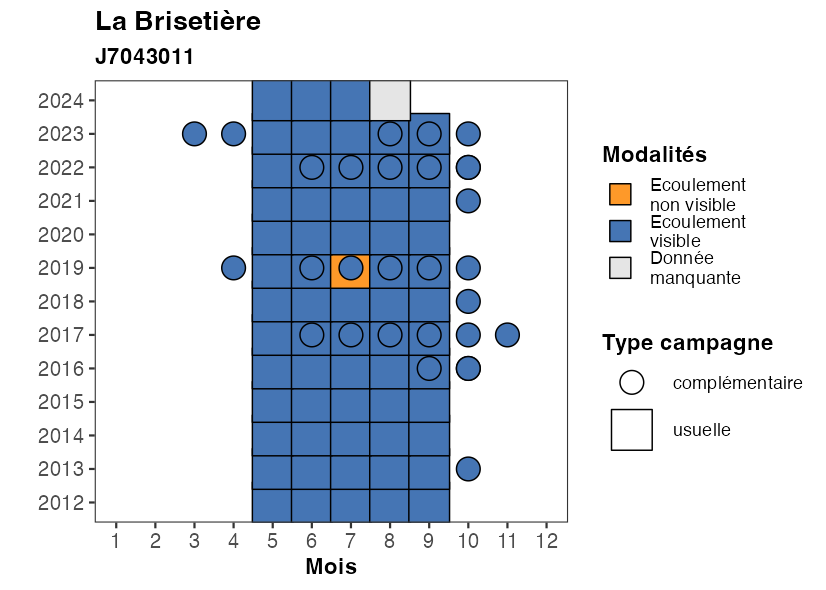 La Brisetière
J7043011
2024
2023
2022
2021
2020
2019
2018
2017
2016
2015
2014
2013
2012
1 2 3 4 5 6 7 8 9 10 11 12
Mois
Modalités
Ecoulement
non visible
Ecoulement
visible
Donnée
manquante
Type campagne
complémentaire
usuelle